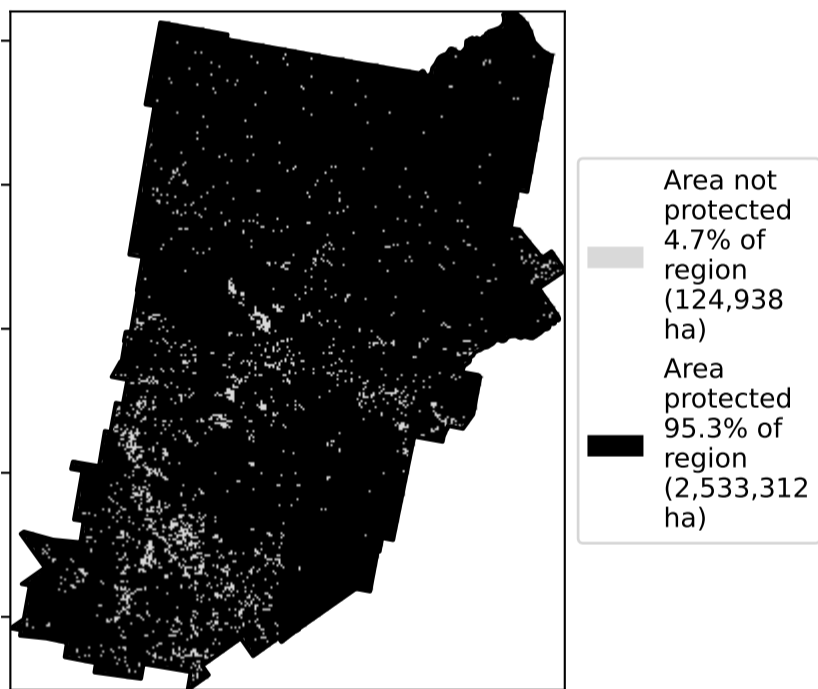 Area not
protected
4.7% of
region
(124,938
ha)
Area
protected
95.3% of
region
(2,533,312
ha)